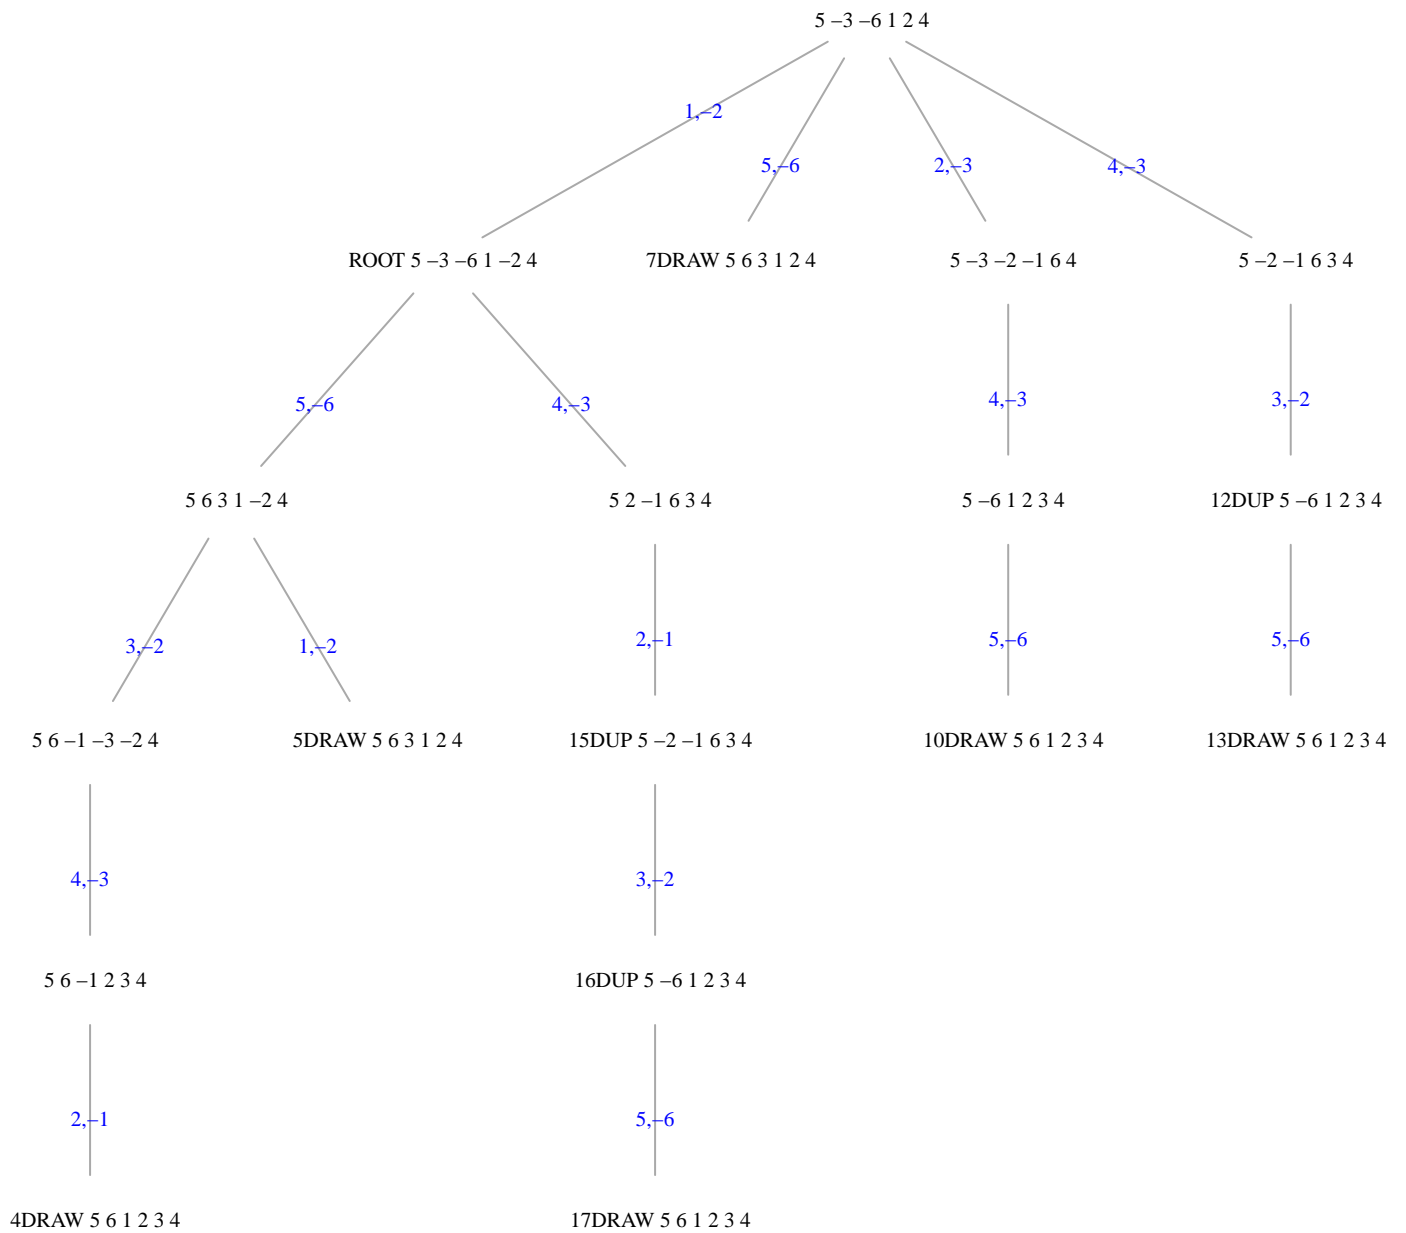 5 –3 –6 1 2 4
1,–2
5,–6
2,–3
4,–3
ROOT 5 –3 –6 1 –2 4
7DRAW 5 6 3 1 2 4
5 –3 –2 –1 6 4
5 –2 –1 6 3 4
5,–6
4,–3
4,–3
3,–2
5 6 3 1 –2 4
5 2 –1 6 3 4
5 –6 1 2 3 4
12DUP 5 –6 1 2 3 4
3,–2
1,–2
2,–1
5,–6
5,–6
5 6 –1 –3 –2 4
5DRAW 5 6 3 1 2 4
15DUP 5 –2 –1 6 3 4
10DRAW 5 6 1 2 3 4
13DRAW 5 6 1 2 3 4
4,–3
3,–2
5 6 –1 2 3 4
16DUP 5 –6 1 2 3 4
2,–1
5,–6
4DRAW 5 6 1 2 3 4
17DRAW 5 6 1 2 3 4